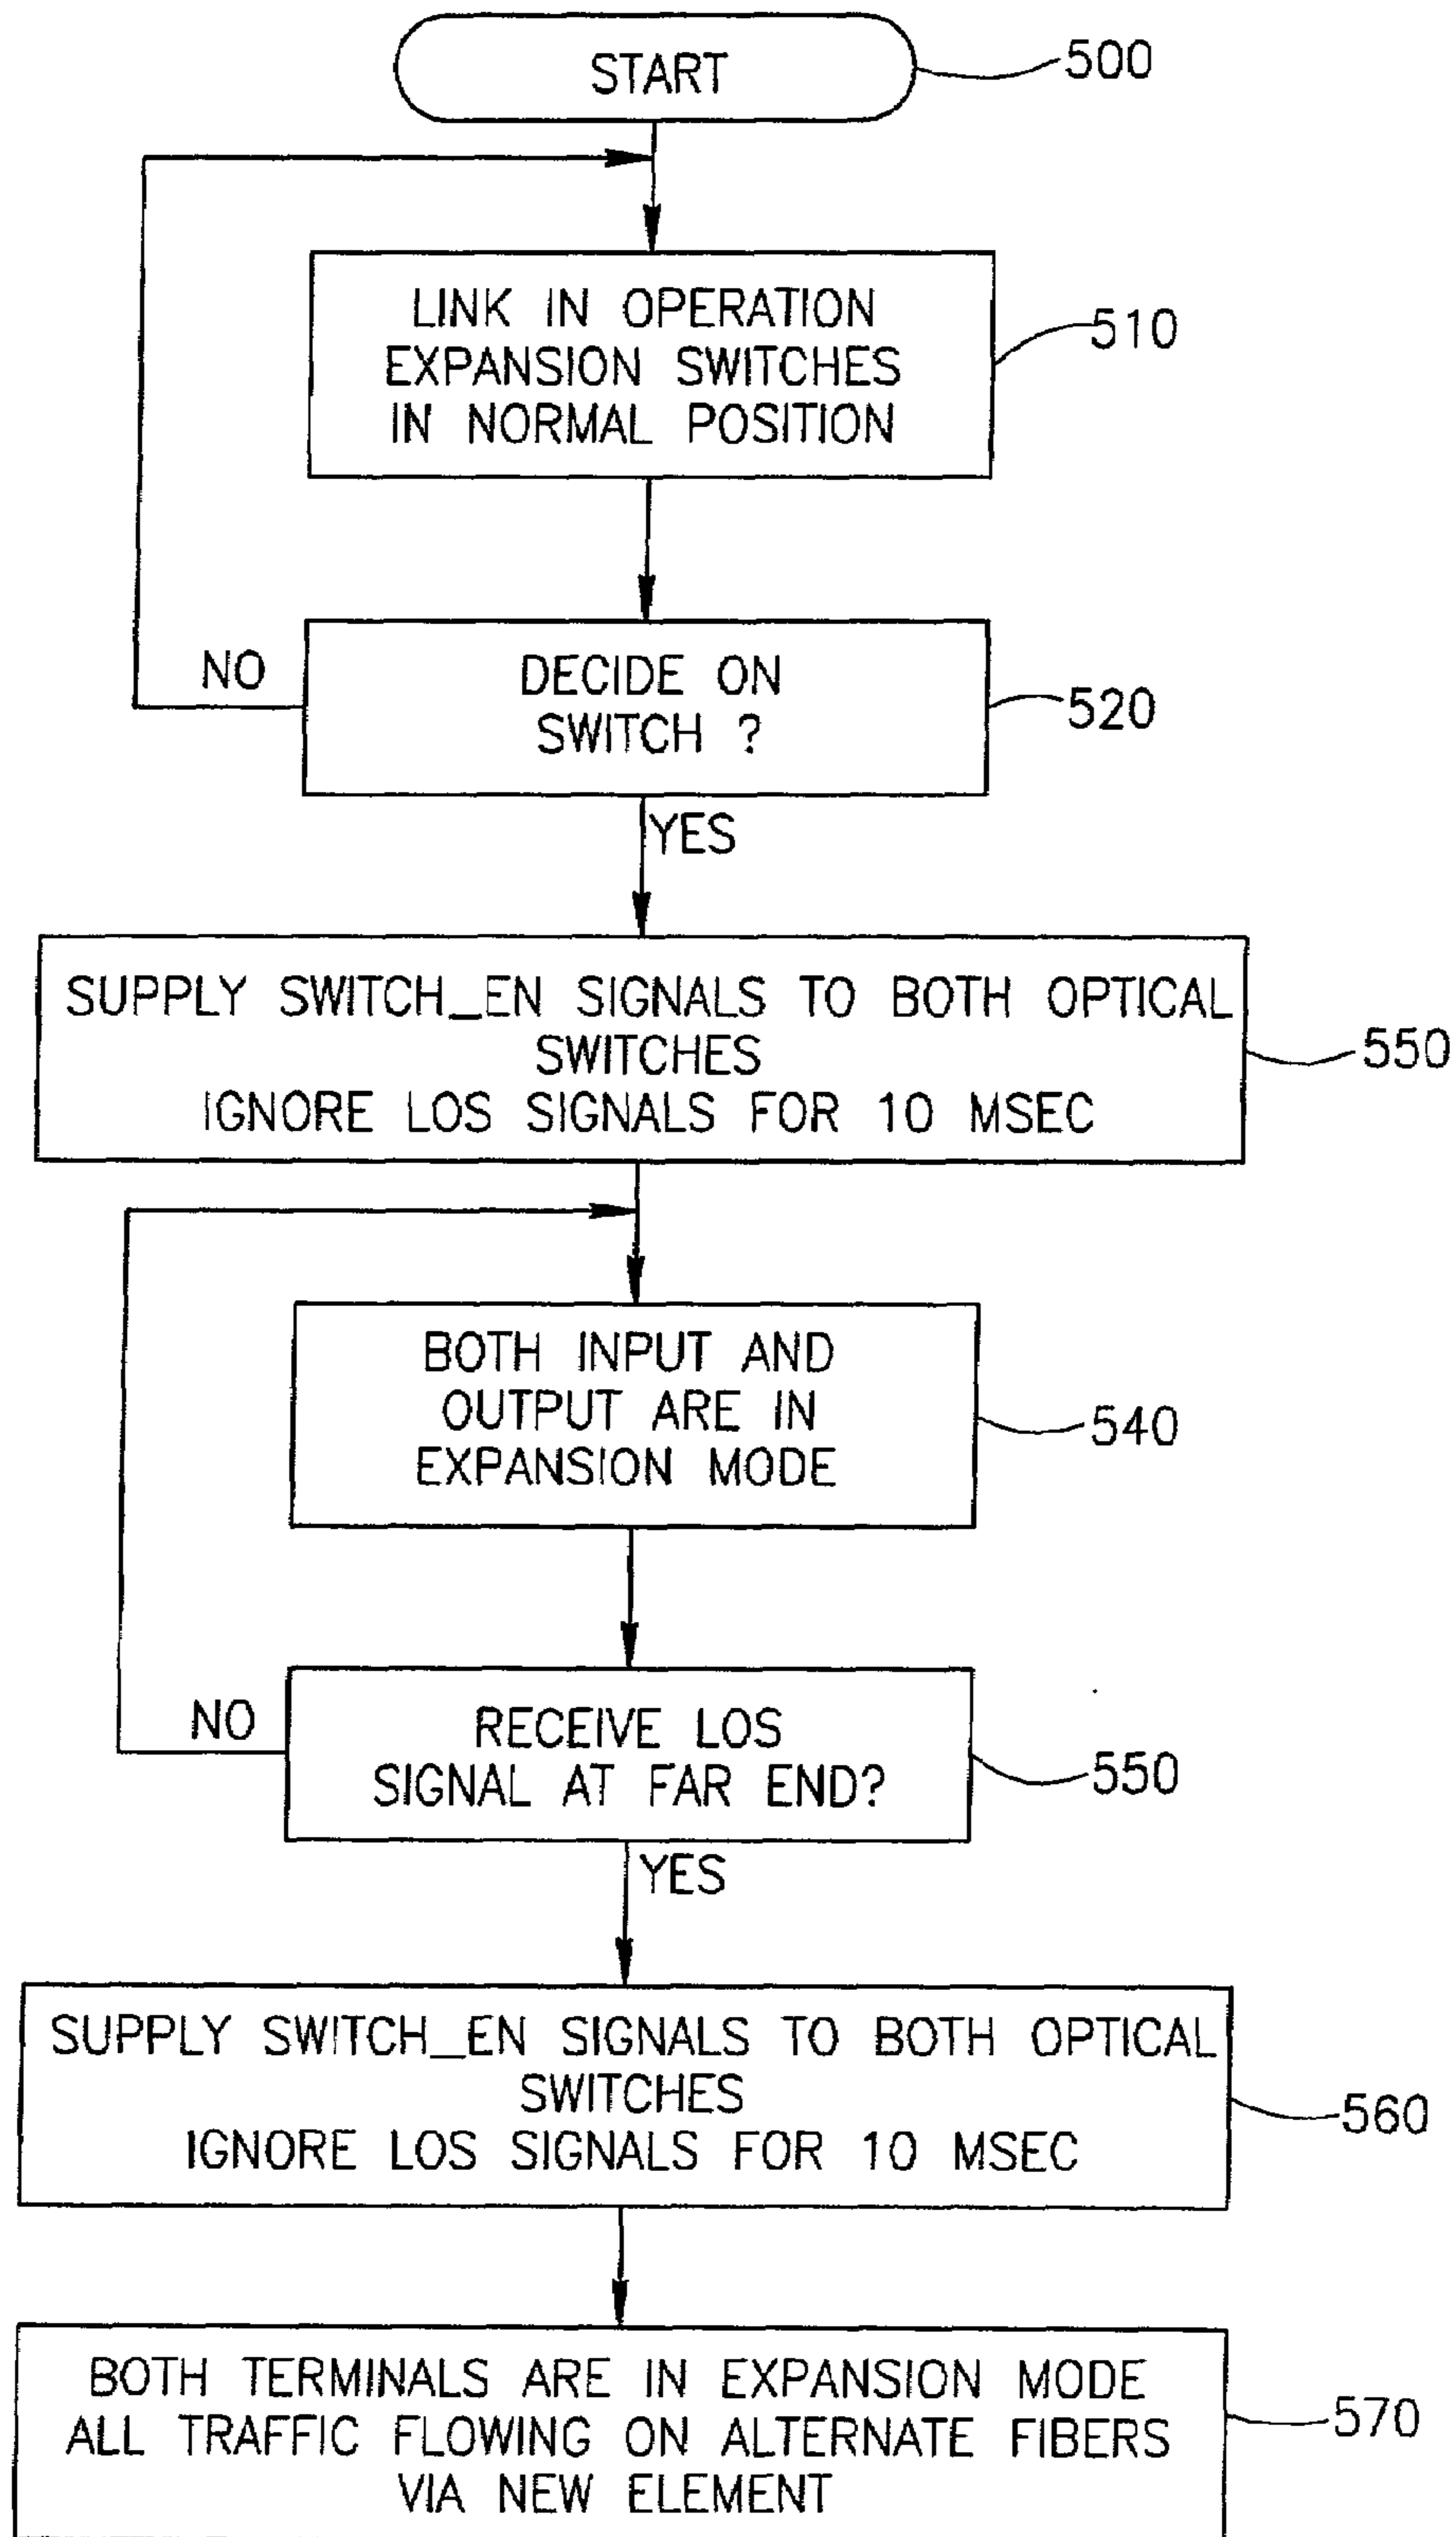 START
500
LINK IN OPERATION
EXPANSION SWITCHES
IN NORMAL POSITION
510
DECIDE ON
SWITCH ?
520
NO
YES
SUPPLY SWITCH_EN SIGNALS TO BOTH OPTICAL
SWITCHES
IGNORE LOS SIGNALS FOR 10 MSEC
550
BOTH INPUT AND
OUTPUT ARE IN
EXPANSION MODE
540
RECEIVE LOS
SIGNAL AT FAR END?
550
NO
YES
SUPPLY SWITCH_EN SIGNALS TO BOTH OPTICAL
SWITCHES
IGNORE LOS SIGNALS FOR 10 MSEC
560
BOTH TERMINALS ARE IN EXPANSION MODE
ALL TRAFFIC FLOWING ON ALTERNATE FIBERS
VIA NEW ELEMENT
570